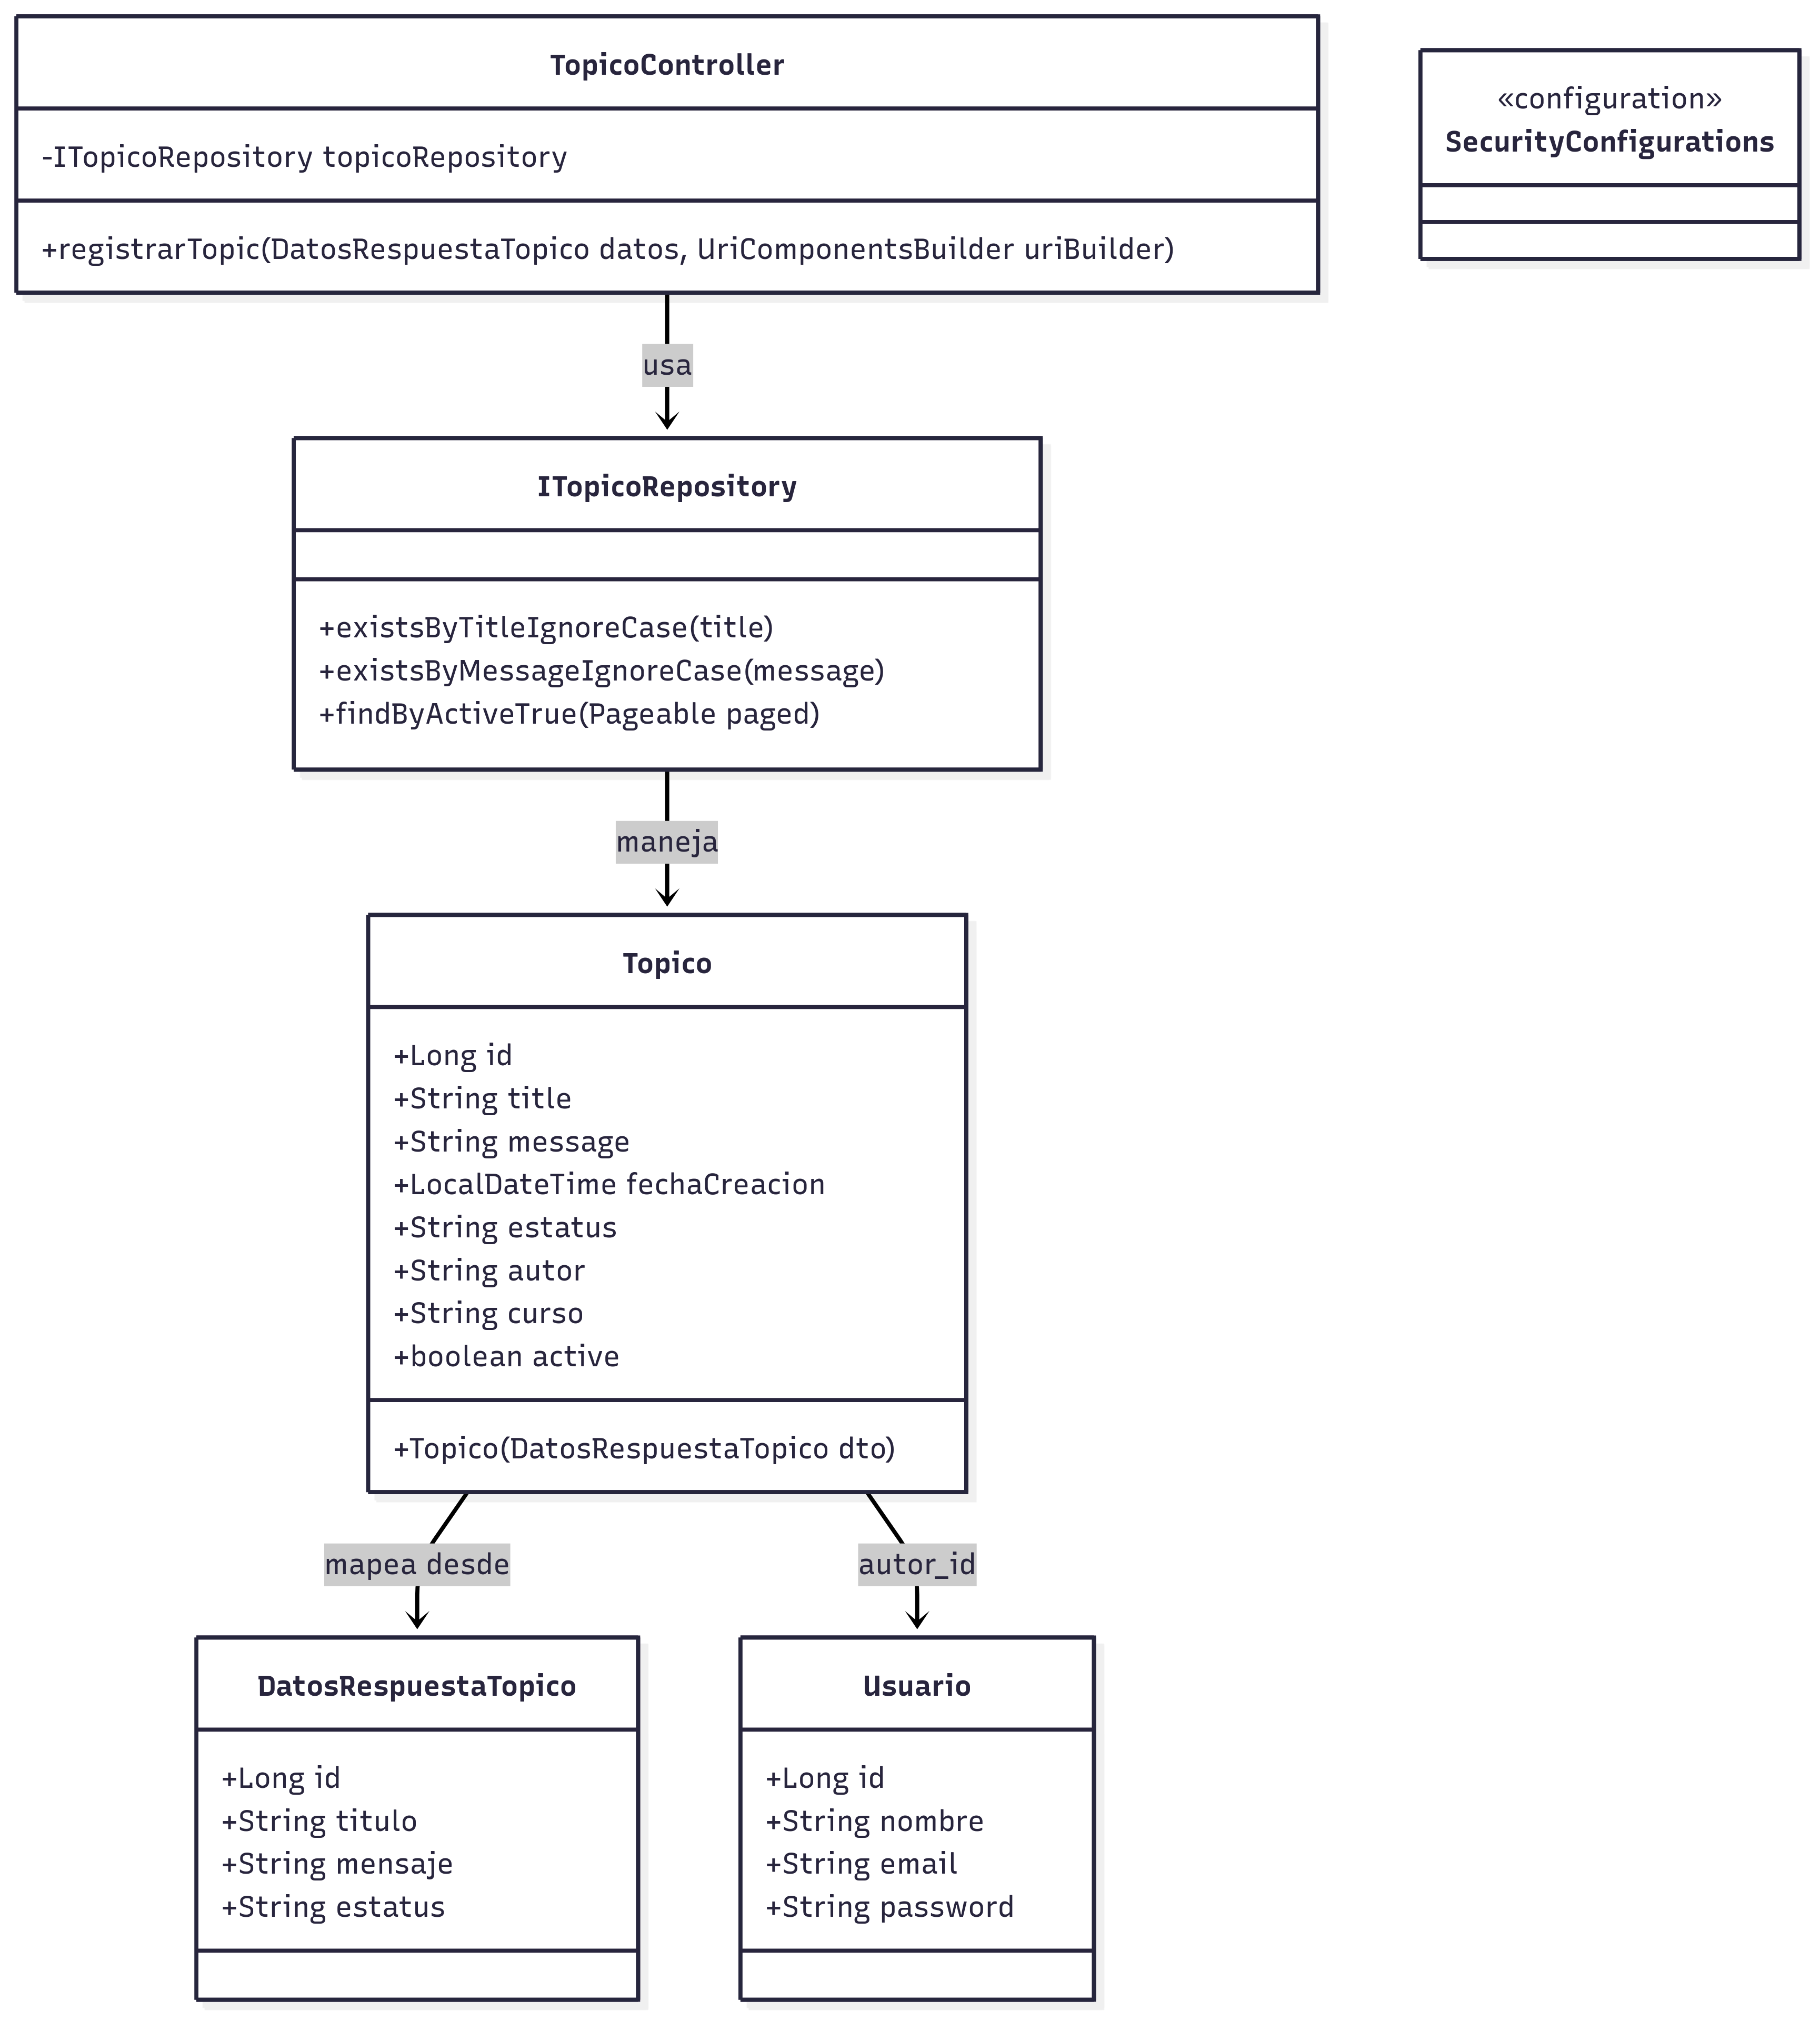 TopicoController
-ITopicoRepository topicoRepository
+registrarTopic(DatosRespuestaTopico datos, UriComponentsBuilder uriBuilder)
«configuration»
SecurityConfigurations
usa
ITopicoRepository
+existsByTitleIgnoreCase(title)
+existsByMessageIgnoreCase(message)
+findByActiveTrue(Pageable paged)
maneja
Topico
+Long id
+String title
+String message
+LocalDateTime fechaCreacion
+String estatus
+String autor
+String curso
+boolean active
+Topico(DatosRespuestaTopico dto)
mapea desde
autor_id
DatosRespuestaTopico
+Long id
+String titulo
+String mensaje
+String estatus
Usuario
+Long id
+String nombre
+String email
+String password